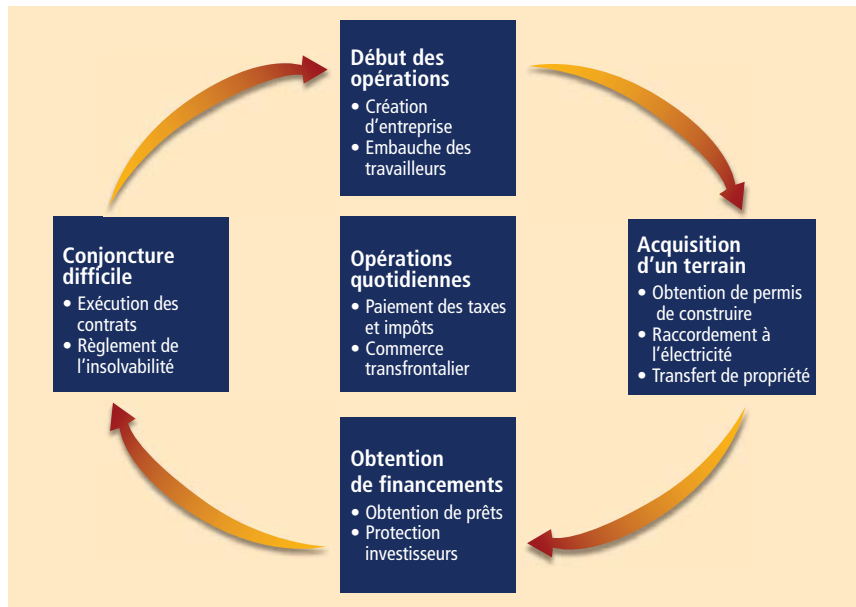 Début des
opérations
• Création
d'entreprise
• Embauche des
travailleurs
Conjoncture
difficile
• Exécution des
contrats
• Règlement de
l'insolvabilité
Opérations
quotidiennes
• Paiement des taxes
et impôts
• Commerce
transfrontalier
Acquisition
d'un terrain
• Obtention de permis
de construire
• Raccordement à
l'électricité
• Transfert de propriété
Obtention
de financements
• Obtention de prêts
• Protection
investisseurs